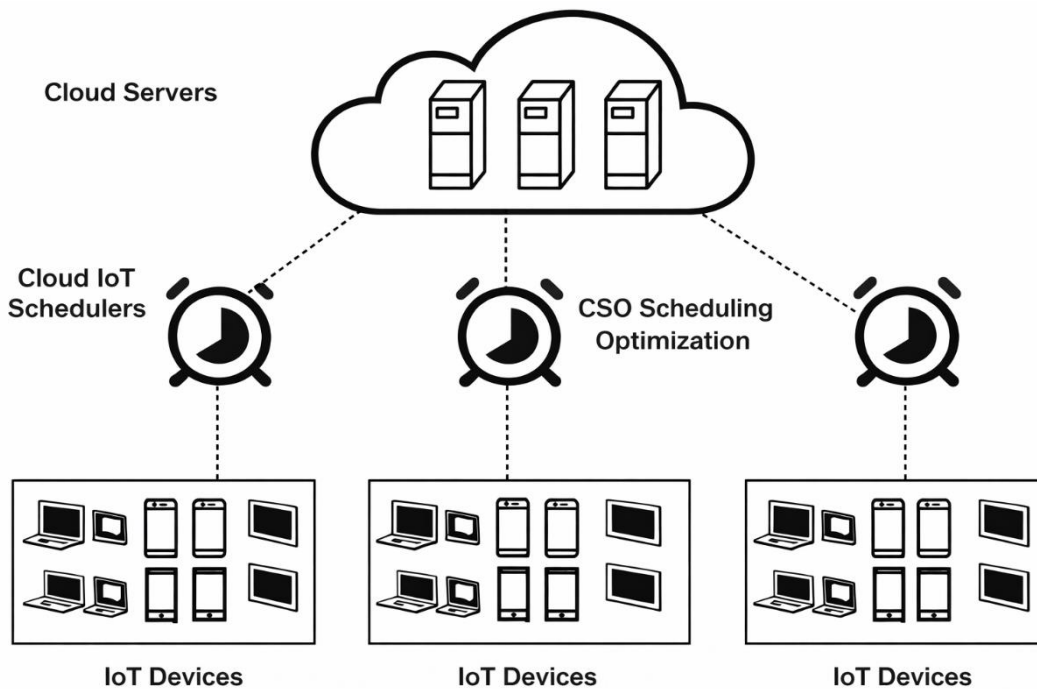 Cloud Servers
Cloud IoT
Schedulers
CSO Scheduling
Optimization
IoT Devices
IoT Devices
IoT Devices